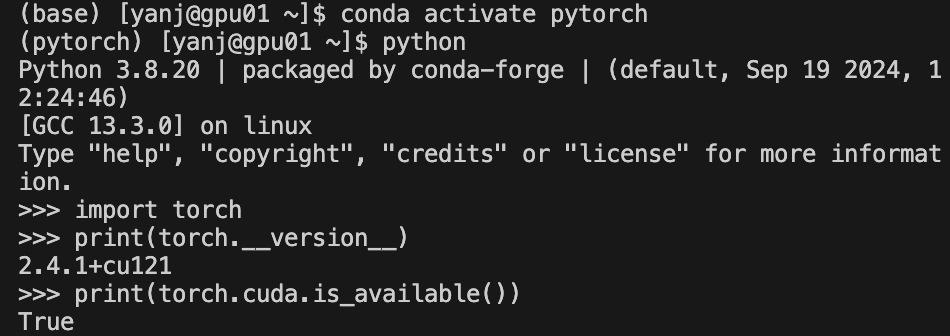 (base) [yanj@gpu01 ~]$ conda activate pytorch
(pytorch) [yanj@gpu01 ~]$ python
Python 3.8.20 | packaged by conda-forge | (default, Sep 19 2024, 1
2:24:46)
[GCC 13.3.0] on linux
Type "help", "copyright", "credits" or "license" for more informat
ion.
>>> import torch
>>> print(torch.__version__)
2.4.1+cu121
>>> print(torch.cuda.is_available())
True